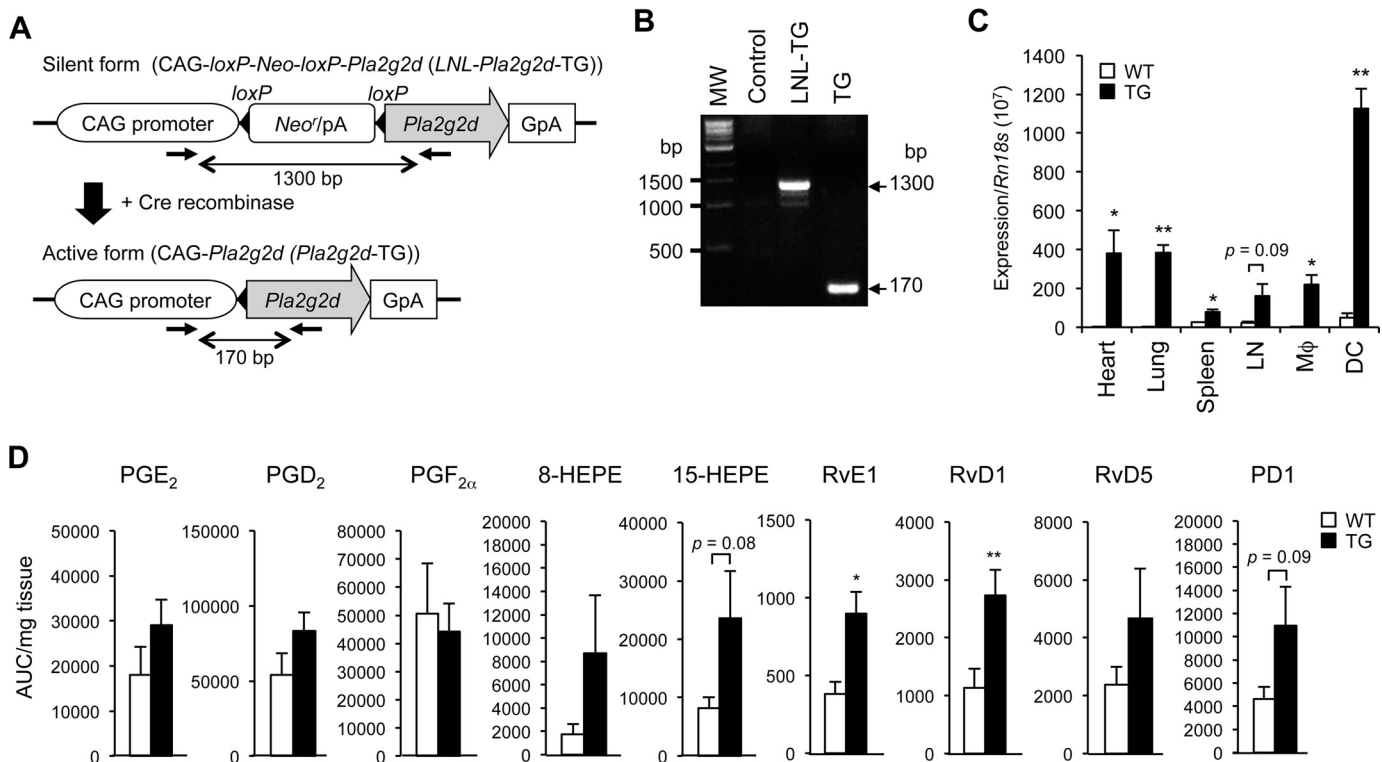 A
Silent form (CAG-loxP-Neo-loxP-Pla2g2d (LNL-Pla2g2d-TG))
loxP loxP
CAG promoter Neoʳ/pA Pla2g2d GpA
1300 bp
+ Cre recombinase
Active form (CAG-Pla2g2d (Pla2g2d-TG))
CAG promoter Pla2g2d GpA
170 bp
B
MW Control LNL-TG TG
bp bp
1500
1300
1000
500
170
C
Expression/Rn18s (10⁷)
1400
1200
1000
800
600
400
200
0
WT
TG
* ** * p = 0.09 * **
Heart Lung Spleen LN Mϕ DC
D
AUC/mg tissue
PGE₂
50000
40000
30000
20000
10000
0
PGD₂
150000
100000
50000
0
PGF₂α
80000
70000
60000
50000
40000
30000
20000
10000
0
8-HEPE
20000
18000
16000
14000
12000
10000
8000
6000
4000
2000
0
15-HEPE
40000
30000
20000
10000
0
p = 0.08
RvE1
1500
1000
500
0
*
RvD1
4000
3000
2000
1000
0
**
RvD5
8000
6000
4000
2000
0
PD1
20000
18000
16000
14000
12000
10000
8000
6000
4000
2000
0
p = 0.09
WT
TG